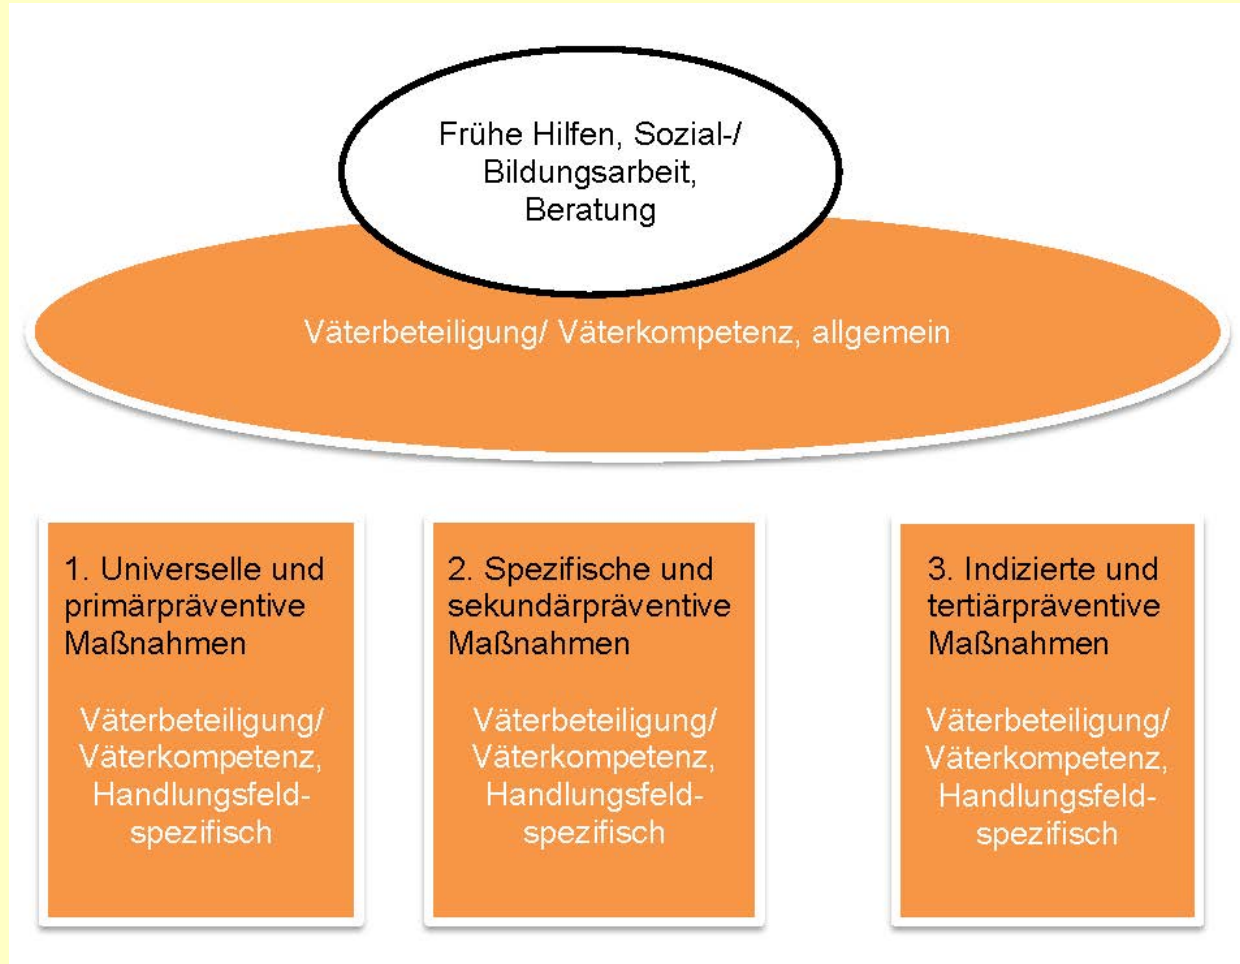 Frühe Hilfen, Sozial-/
Bildungsarbeit,
Beratung
Väterbeteiligung/ Väterkompetenz, allgemein
1. Universelle und
primärpräventive
Maßnahmen
Väterbeteiligung/
Väterkompetenz,
Handlungsfeld-
spezifisch
2. Spezifische und
sekundärpräventive
Maßnahmen
Väterbeteiligung/
Väterkompetenz,
Handlungsfeld-
spezifisch
3. Indizierte und
tertiärpräventive
Maßnahmen
Väterbeteiligung/
Väterkompetenz,
Handlungsfeld-
spezifisch